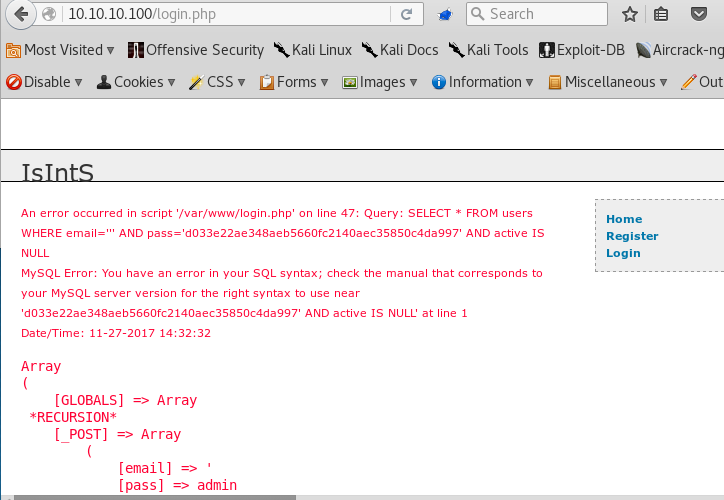 10.10.10.100/login.php
Search
Most Visited Offensive Security Kali Linux Kali Docs Kali Tools Exploit-DB Aircrack-ng
Disable Cookies CSS Forms Images Information Miscellaneous Out
IsIntS
An error occurred in script '/var/www/login.php' on line 47: Query: SELECT * FROM users
WHERE email=''' AND pass='d033e22ae348aeb5660fc2140aec35850c4da997' AND active IS
NULL
MySQL Error: You have an error in your SQL syntax; check the manual that corresponds to
your MySQL server version for the right syntax to use near
'd033e22ae348aeb5660fc2140aec35850c4da997' AND active IS NULL' at line 1
Date/Time: 11-27-2017 14:32:32
Home
Register
Login
Array
(
[GLOBALS] => Array
*RECURSION*
[_POST] => Array
(
[email] => '
[pass] => admin